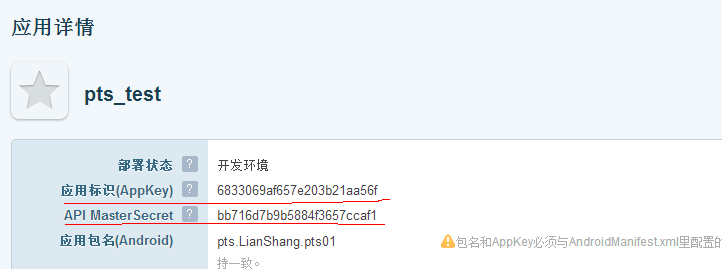 应用详情
pts_test
部署状态 ? 开发环境
应用标识(AppKey) ? 6833069af657e203b21aa56f
API MasterSecret ? bb716d7b9b5884f3657ccaf1
应用包名(Android) pts.LianShang.pts01 包名和AppKey必须与AndroidManifest.xml里配置的
持一致。